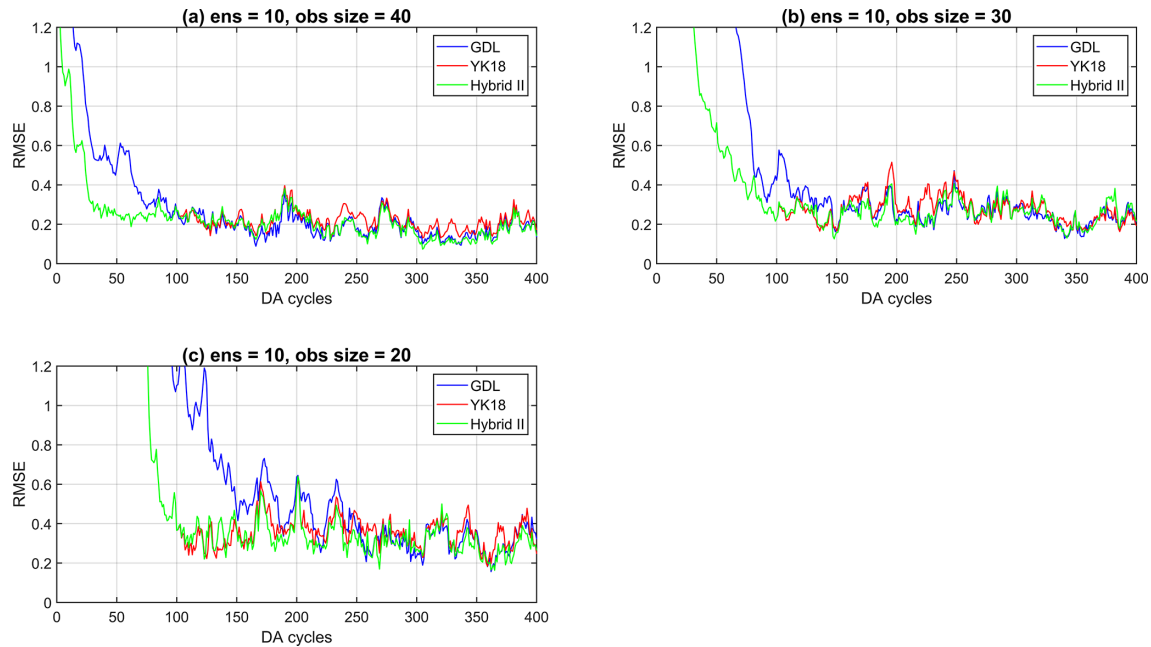 (a) ens = 10, obs size = 40
1.2
1
0.8
0.6
0.4
0.2
0
RMSE
GDL
YK18
Hybrid II
0 50 100 150 200 250 300 350 400
DA cycles
(b) ens = 10, obs size = 30
1.2
1
0.8
0.6
0.4
0.2
0
RMSE
GDL
YK18
Hybrid II
0 50 100 150 200 250 300 350 400
DA cycles
(c) ens = 10, obs size = 20
1.2
1
0.8
0.6
0.4
0.2
0
RMSE
GDL
YK18
Hybrid II
0 50 100 150 200 250 300 350 400
DA cycles